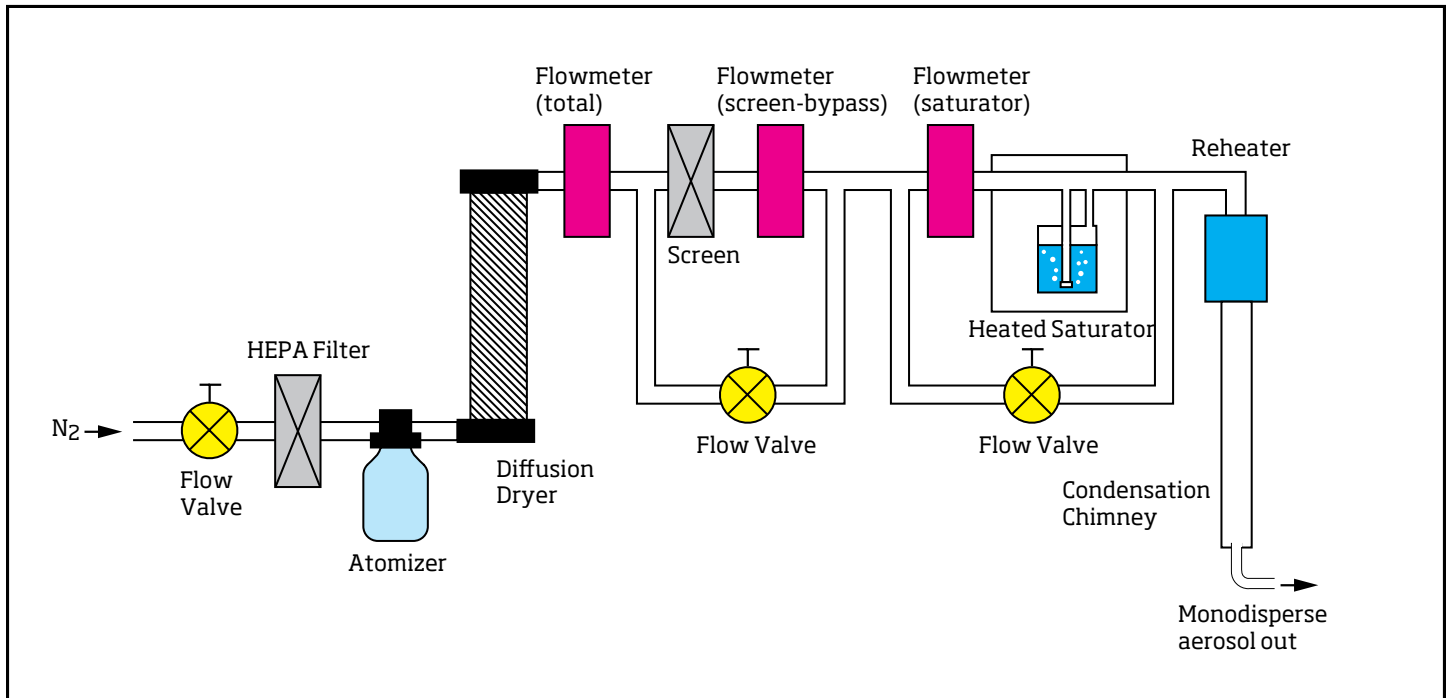 Flowmeter
(total)
Flowmeter
(screen-bypass)
Flowmeter
(saturator)
Reheater
Screen
Heated Saturator
HEPA Filter
N2
Flow
Valve
Atomizer
Diffusion
Dryer
Flow Valve
Flow Valve
Condensation
Chimney
Monodisperse
aerosol out